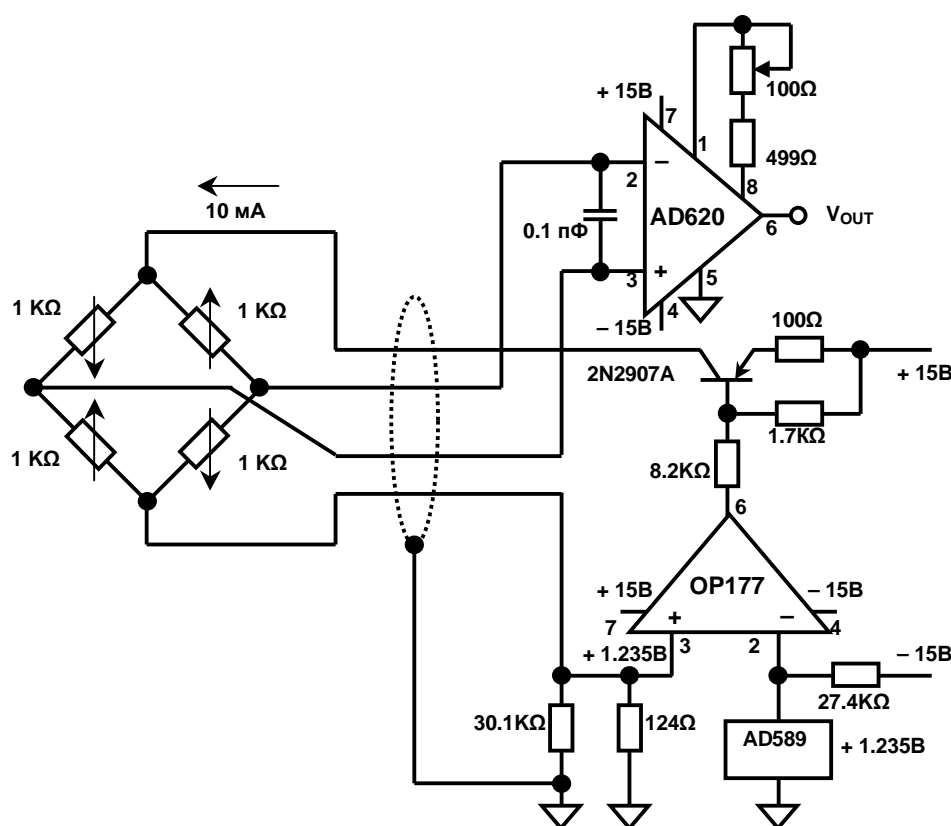 100Ω
+ 15В
7
1
499Ω
8
–
2
AD620
6
V_OUT
10 мА
0.1 пФ
+
3
5
4
– 15В
1 KΩ
1 KΩ
1 KΩ
1 KΩ
100Ω
2N2907A
+ 15В
1.7KΩ
8.2KΩ
6
OP177
+ 15В
– 15В
7
+
–
4
3
2
+ 1.235В
– 15В
27.4KΩ
30.1KΩ
124Ω
AD589
+ 1.235В